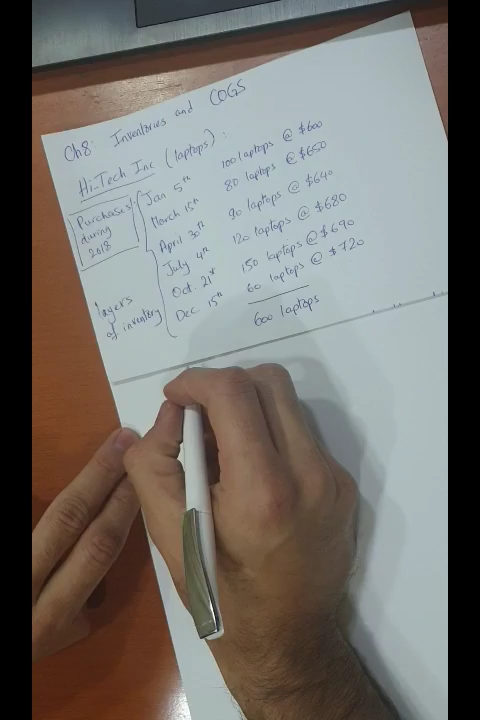 Ch8: Inventories and COGS
Hi-Tech Inc (laptops):
Purchases during 2018
layers of inventory
Jan 5th 100 laptops @ $600
March 15th 80 laptops @ $650
April 30th 90 laptops @ $640
July 4th 120 laptops @ $680
Oct. 21st 150 laptops @ $690
Dec. 15th 60 laptops @ $720
600 laptops